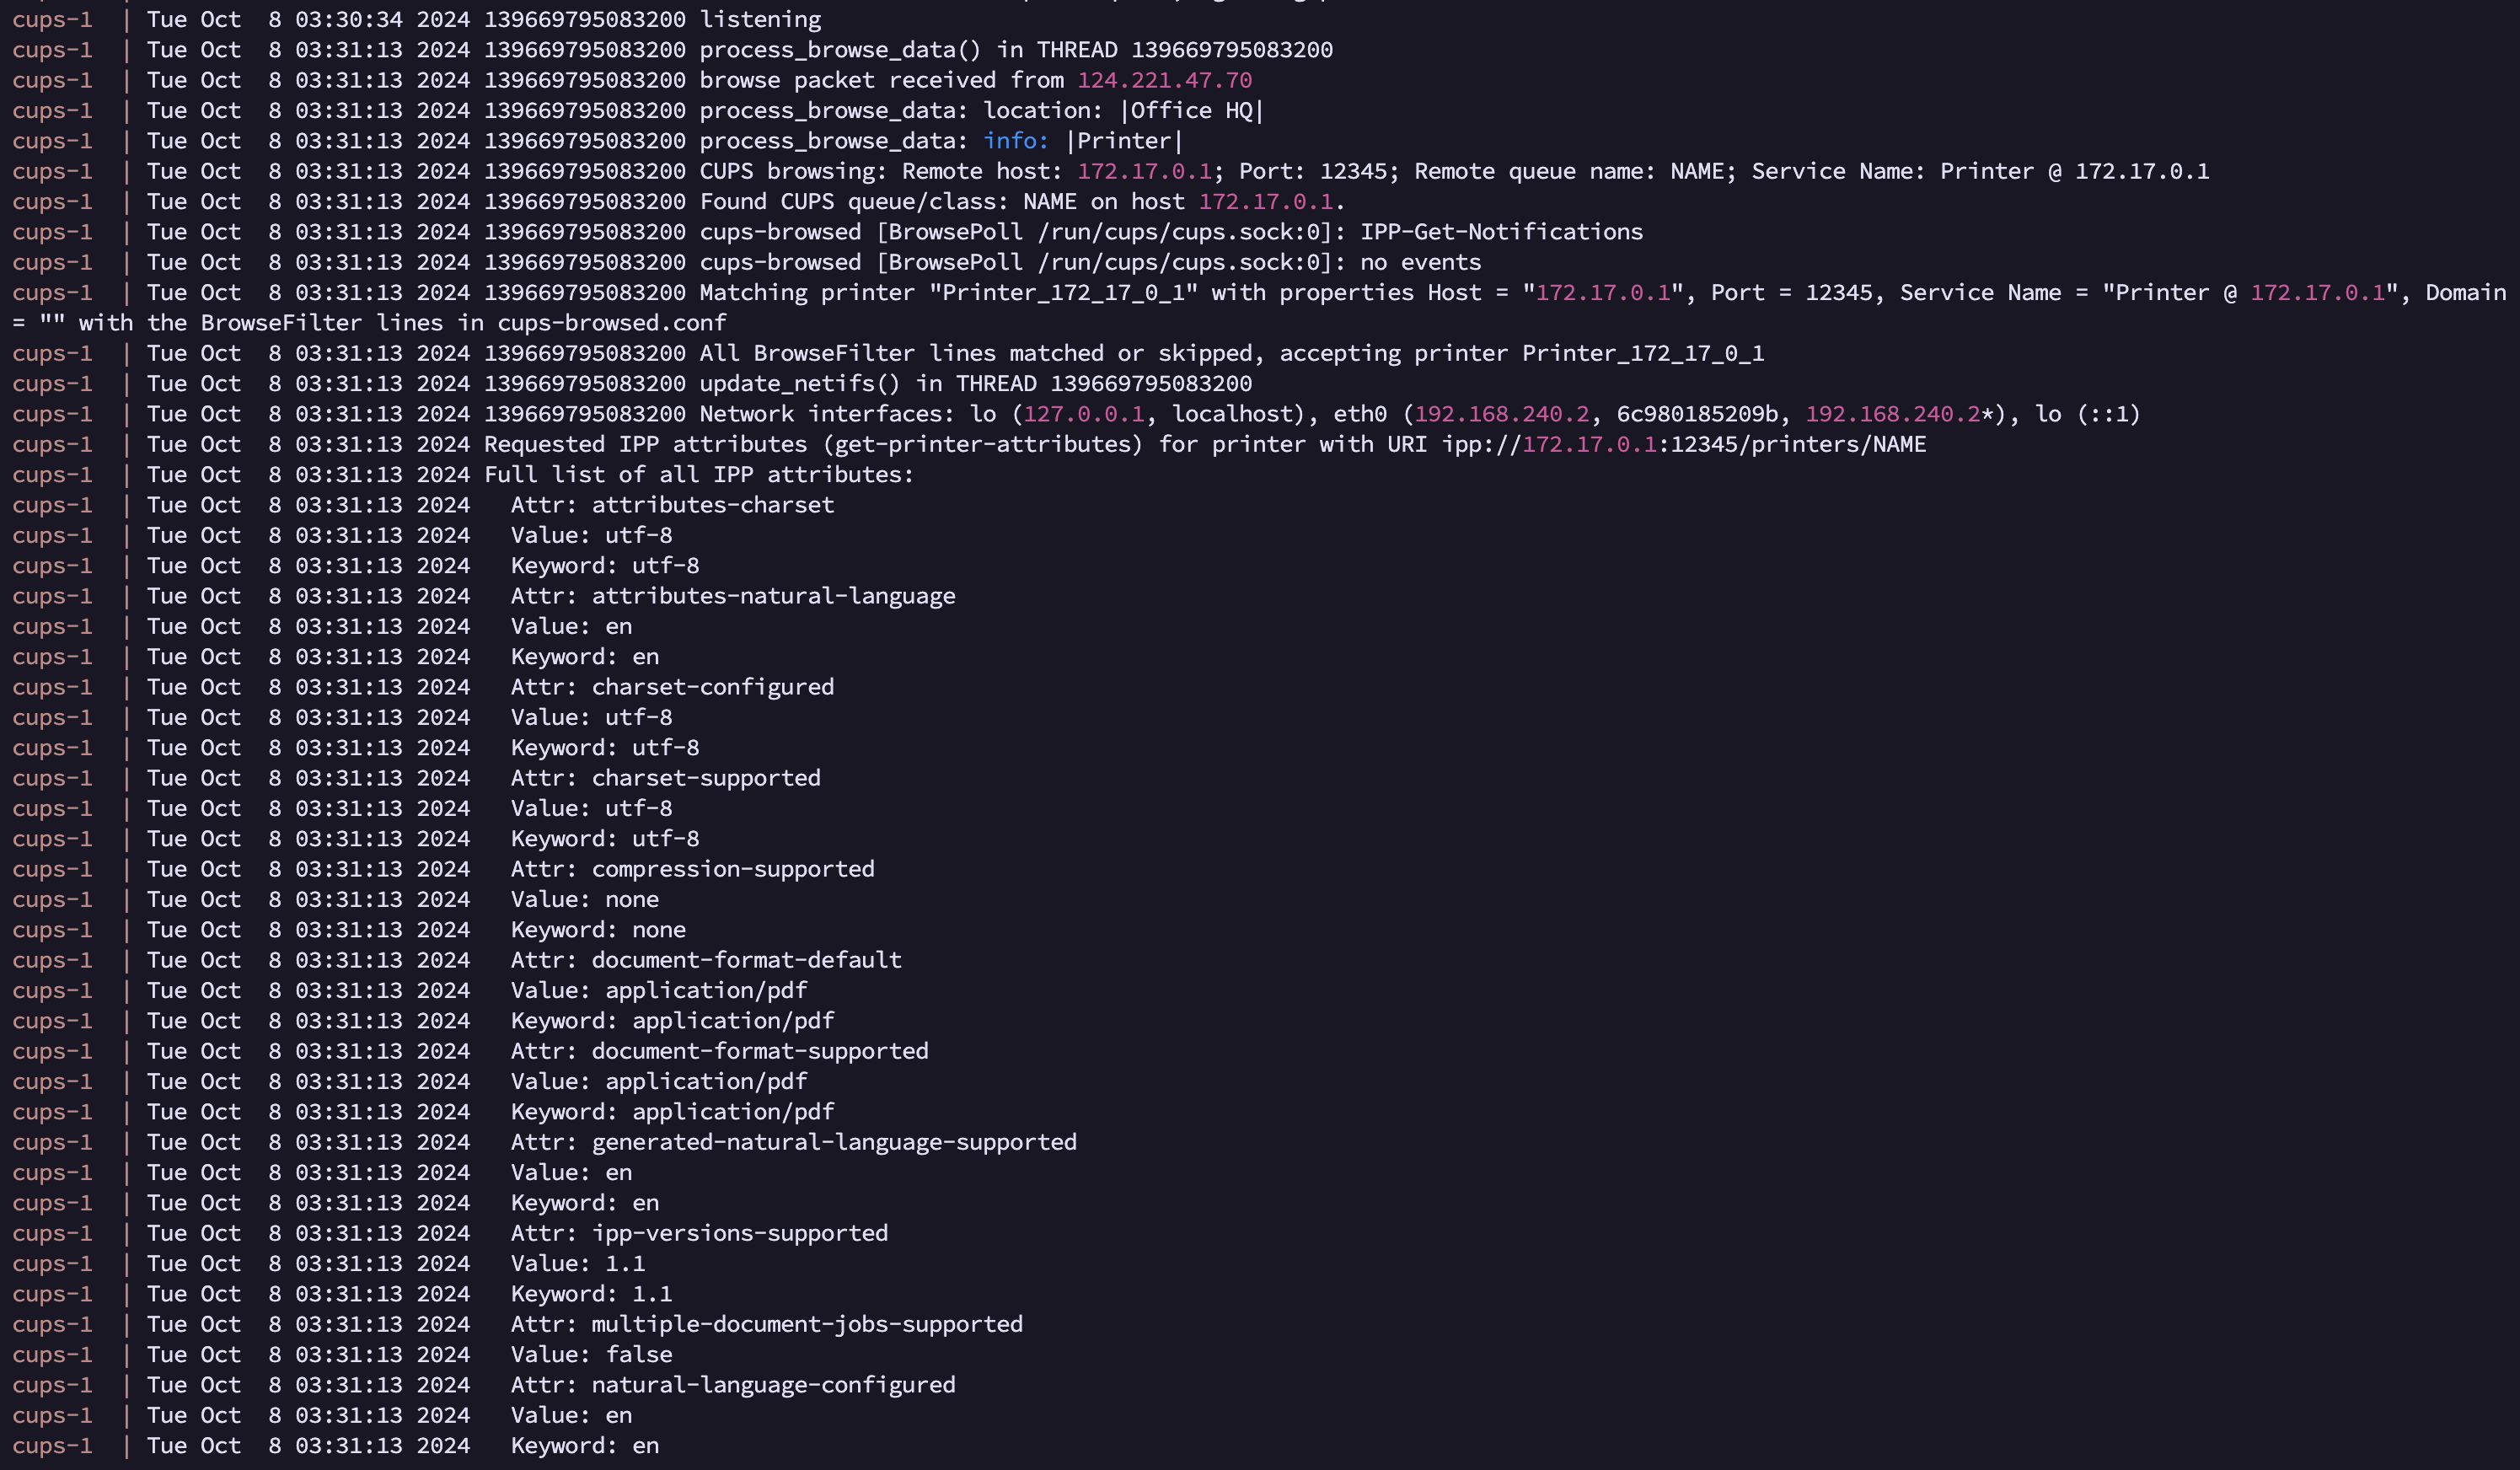 cups-1  | Tue Oct  8 03:30:34 2024 139669795083200 listening
cups-1  | Tue Oct  8 03:31:13 2024 139669795083200 process_browse_data() in THREAD 139669795083200
cups-1  | Tue Oct  8 03:31:13 2024 139669795083200 browse packet received from 124.221.47.70
cups-1  | Tue Oct  8 03:31:13 2024 139669795083200 process_browse_data: location: |Office HQ|
cups-1  | Tue Oct  8 03:31:13 2024 139669795083200 process_browse_data: info: |Printer|
cups-1  | Tue Oct  8 03:31:13 2024 139669795083200 CUPS browsing: Remote host: 172.17.0.1; Port: 12345; Remote queue name: NAME; Service Name: Printer @ 172.17.0.1
cups-1  | Tue Oct  8 03:31:13 2024 139669795083200 Found CUPS queue/class: NAME on host 172.17.0.1.
cups-1  | Tue Oct  8 03:31:13 2024 139669795083200 cups-browsed [BrowsePoll /run/cups/cups.sock:0]: IPP-Get-Notifications
cups-1  | Tue Oct  8 03:31:13 2024 139669795083200 cups-browsed [BrowsePoll /run/cups/cups.sock:0]: no events
cups-1  | Tue Oct  8 03:31:13 2024 139669795083200 Matching printer "Printer_172_17_0_1" with properties Host = "172.17.0.1", Port = 12345, Service Name = "Printer @ 172.17.0.1", Domain
= "" with the BrowseFilter lines in cups-browsed.conf
cups-1  | Tue Oct  8 03:31:13 2024 139669795083200 All BrowseFilter lines matched or skipped, accepting printer Printer_172_17_0_1
cups-1  | Tue Oct  8 03:31:13 2024 139669795083200 update_netifs() in THREAD 139669795083200
cups-1  | Tue Oct  8 03:31:13 2024 139669795083200 Network interfaces: lo (127.0.0.1, localhost), eth0 (192.168.240.2, 6c980185209b, 192.168.240.2*), lo (::1)
cups-1  | Tue Oct  8 03:31:13 2024 Requested IPP attributes (get-printer-attributes) for printer with URI ipp://172.17.0.1:12345/printers/NAME
cups-1  | Tue Oct  8 03:31:13 2024 Full list of all IPP attributes:
cups-1  | Tue Oct  8 03:31:13 2024   Attr: attributes-charset
cups-1  | Tue Oct  8 03:31:13 2024   Value: utf-8
cups-1  | Tue Oct  8 03:31:13 2024   Keyword: utf-8
cups-1  | Tue Oct  8 03:31:13 2024   Attr: attributes-natural-language
cups-1  | Tue Oct  8 03:31:13 2024   Value: en
cups-1  | Tue Oct  8 03:31:13 2024   Keyword: en
cups-1  | Tue Oct  8 03:31:13 2024   Attr: charset-configured
cups-1  | Tue Oct  8 03:31:13 2024   Value: utf-8
cups-1  | Tue Oct  8 03:31:13 2024   Keyword: utf-8
cups-1  | Tue Oct  8 03:31:13 2024   Attr: charset-supported
cups-1  | Tue Oct  8 03:31:13 2024   Value: utf-8
cups-1  | Tue Oct  8 03:31:13 2024   Keyword: utf-8
cups-1  | Tue Oct  8 03:31:13 2024   Attr: compression-supported
cups-1  | Tue Oct  8 03:31:13 2024   Value: none
cups-1  | Tue Oct  8 03:31:13 2024   Keyword: none
cups-1  | Tue Oct  8 03:31:13 2024   Attr: document-format-default
cups-1  | Tue Oct  8 03:31:13 2024   Value: application/pdf
cups-1  | Tue Oct  8 03:31:13 2024   Keyword: application/pdf
cups-1  | Tue Oct  8 03:31:13 2024   Attr: document-format-supported
cups-1  | Tue Oct  8 03:31:13 2024   Value: application/pdf
cups-1  | Tue Oct  8 03:31:13 2024   Keyword: application/pdf
cups-1  | Tue Oct  8 03:31:13 2024   Attr: generated-natural-language-supported
cups-1  | Tue Oct  8 03:31:13 2024   Value: en
cups-1  | Tue Oct  8 03:31:13 2024   Keyword: en
cups-1  | Tue Oct  8 03:31:13 2024   Attr: ipp-versions-supported
cups-1  | Tue Oct  8 03:31:13 2024   Value: 1.1
cups-1  | Tue Oct  8 03:31:13 2024   Keyword: 1.1
cups-1  | Tue Oct  8 03:31:13 2024   Attr: multiple-document-jobs-supported
cups-1  | Tue Oct  8 03:31:13 2024   Value: false
cups-1  | Tue Oct  8 03:31:13 2024   Attr: natural-language-configured
cups-1  | Tue Oct  8 03:31:13 2024   Value: en
cups-1  | Tue Oct  8 03:31:13 2024   Keyword: en